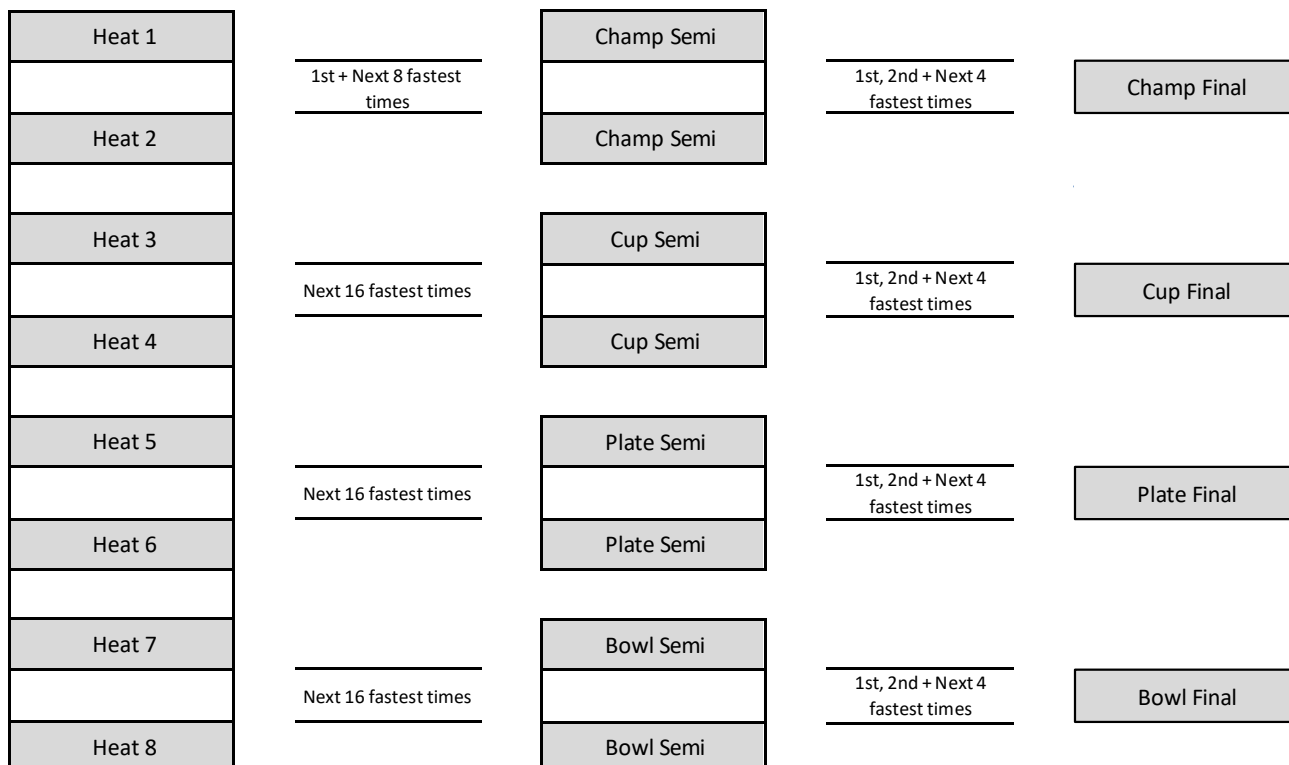 Heat 1
Champ Semi
1st + Next 8 fastest
times
1st, 2nd + Next 4
fastest times
Champ Final
Heat 2
Champ Semi
Heat 3
Cup Semi
Next 16 fastest times
1st, 2nd + Next 4
fastest times
Cup Final
Heat 4
Cup Semi
Heat 5
Plate Semi
Next 16 fastest times
1st, 2nd + Next 4
fastest times
Plate Final
Heat 6
Plate Semi
Heat 7
Bowl Semi
Next 16 fastest times
1st, 2nd + Next 4
fastest times
Bowl Final
Heat 8
Bowl Semi